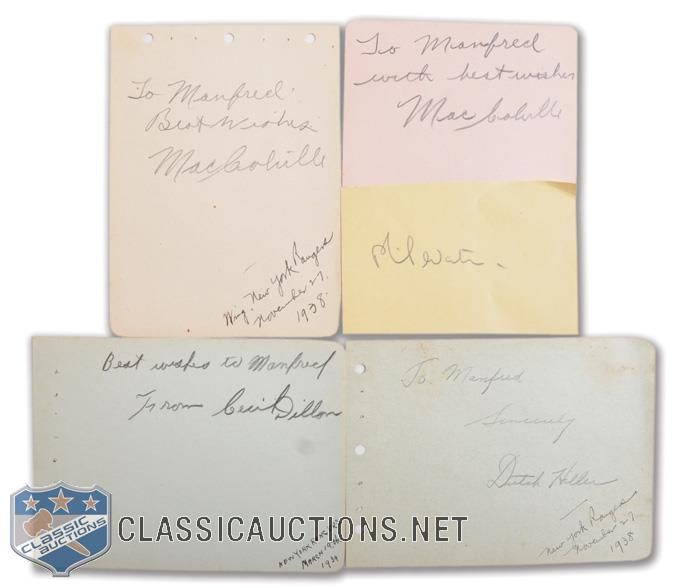 To Manfred
Best Wishes
Mac Colville
Wing. New York Rangers
November 27.
1938.
To Manfred
with best wishes
Mac Colville
Phil Watson
Best wishes to Manfred
From Cecil Dillon
NEW YORK
MARCH
1939
To Manfred
Sincerely
Dutch Hiller
New York Rangers
November 27.
1938
CLASSIC
AUCTIONS
CLASSICAUCTIONS.NET